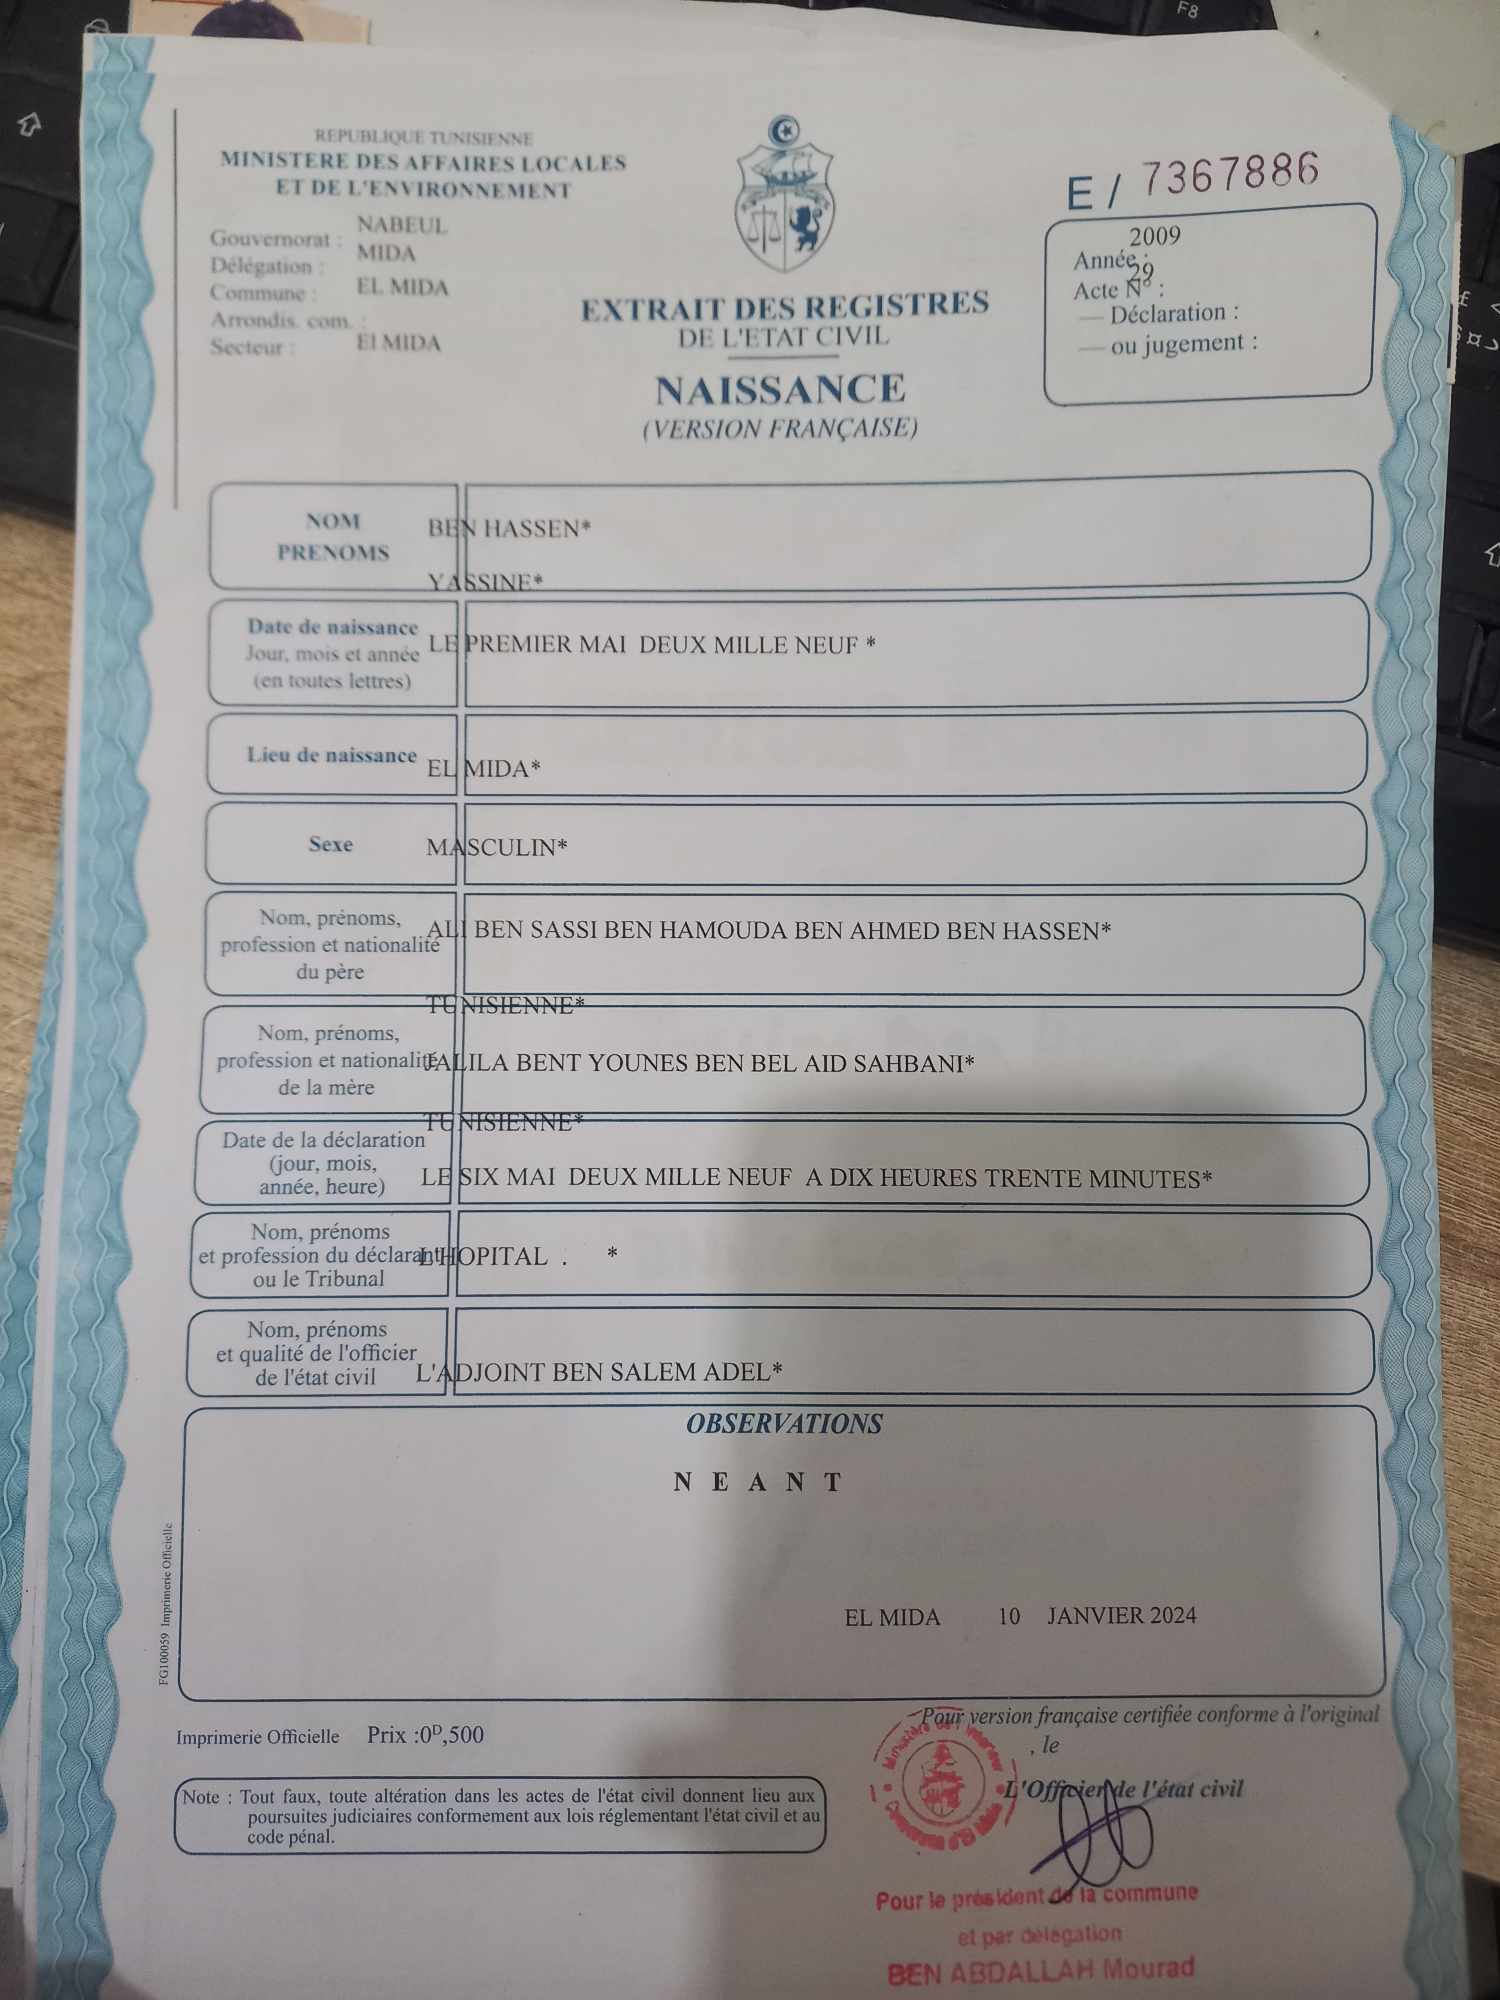 F8
REPUBLIQUE TUNISIENNE
MINISTERE DES AFFAIRES LOCALES
ET DE L'ENVIRONNEMENT
Gouvernorat : NABEUL
Délégation : MIDA
Commune : EL MIDA
Arrondis. com. :
Secteur : El MIDA
EXTRAIT DES REGISTRES
DE L'ETAT CIVIL
NAISSANCE
(VERSION FRANÇAISE)
E / 7367886
Année : 2009
Acte N° : 29
— Déclaration :
— ou jugement :
NOM BEN HASSEN*
PRENOMS YASSINE*
Date de naissance
Jour, mois et année
(en toutes lettres)
LE PREMIER MAI DEUX MILLE NEUF *
Lieu de naissance EL MIDA*
Sexe MASCULIN*
Nom, prénoms,
profession et nationalité
du père
ALI BEN SASSI BEN HAMOUDA BEN AHMED BEN HASSEN*
TUNISIENNE*
Nom, prénoms,
profession et nationalité
de la mère
JALILA BENT YOUNES BEN BEL AID SAHBANI*
TUNISIENNE*
Date de la déclaration
(jour, mois,
année, heure)
LE SIX MAI DEUX MILLE NEUF A DIX HEURES TRENTE MINUTES*
Nom, prénoms
et profession du déclarant
ou le Tribunal
L'HOPITAL . *
Nom, prénoms
et qualité de l'officier
de l'état civil
L'ADJOINT BEN SALEM ADEL*
OBSERVATIONS
N E A N T
EL MIDA 10 JANVIER 2024
FG100059 Imprimerie Officielle
Imprimerie Officielle Prix :0ᴰ,500
Note : Tout faux, toute altération dans les actes de l'état civil donnent lieu aux
poursuites judiciaires conformement aux lois réglementant l'état civil et au
code pénal.
Pour version française certifiée conforme à l'original
, le
L'Officier de l'état civil
Ministère de l'Intérieur
Commune d'El Mida
Pour le président de la commune
et par délégation
BEN ABDALLAH Mourad